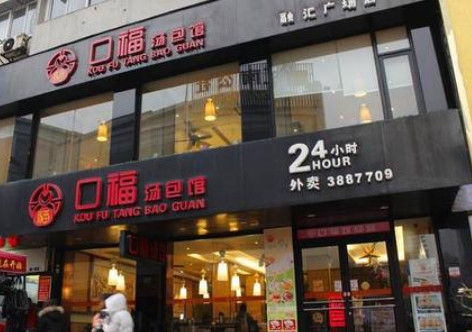 口福 汤包馆
KOU FU TANG BAO GUAN
融汇广场店
口福 汤包馆
KOU FU TANG BAO GUAN
24小时
HOUR
外卖 3887709